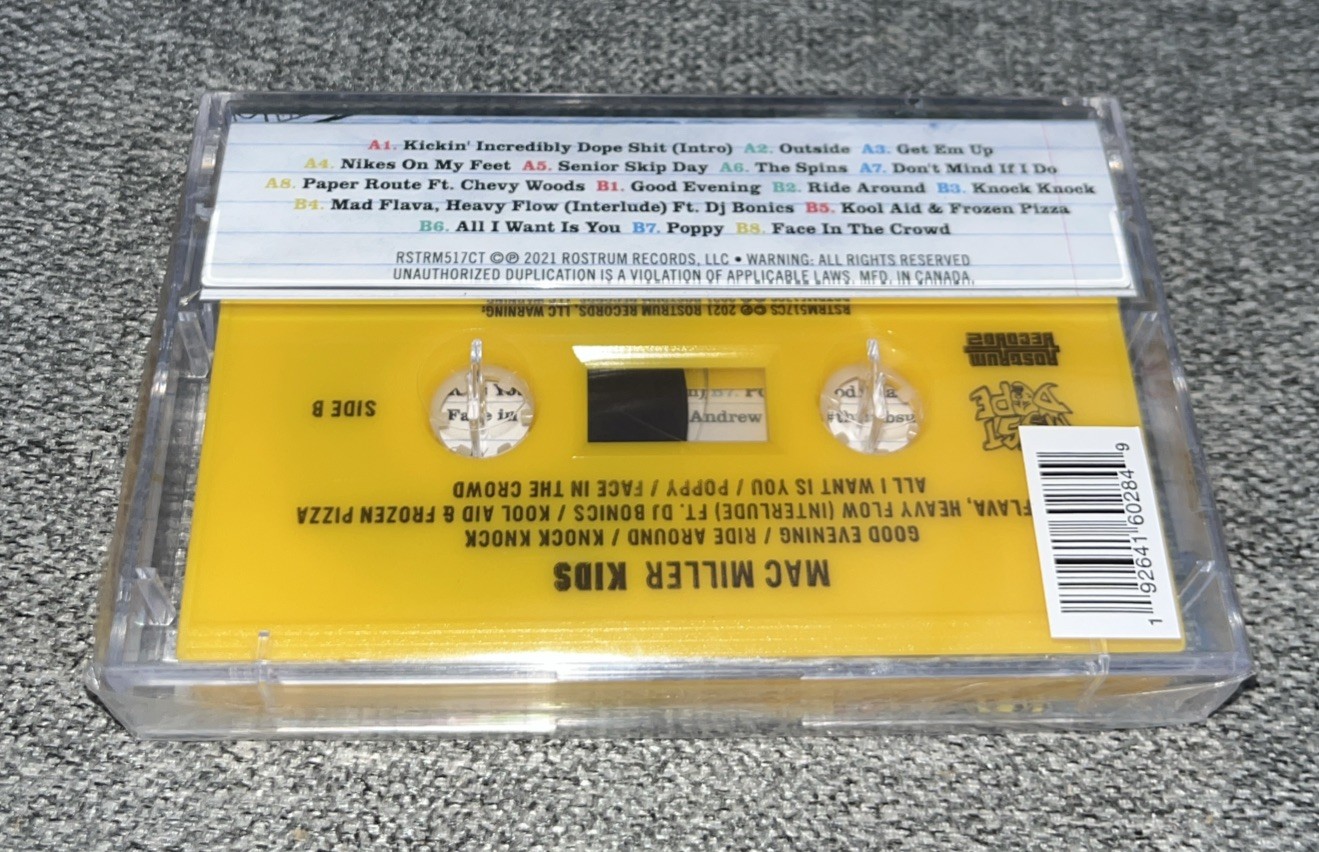 A1. Kickin' Incredibly Dope Shit (Intro) A2. Outside A3. Get Em Up
A4. Nikes On My Feet A5. Senior Skip Day A6. The Spins A7. Don't Mind If I Do
A8. Paper Route Ft. Chevy Woods B1. Good Evening B2. Ride Around B3. Knock Knock
B4. Mad Flava, Heavy Flow (Interlude) Ft. Dj Bonics B5. Kool Aid & Frozen Pizza
B6. All I Want Is You B7. Poppy B8. Face In The Crowd
RSTRM517CT ©℗ 2021 ROSTRUM RECORDS, LLC • WARNING: ALL RIGHTS RESERVED
UNAUTHORIZED DUPLICATION IS A VIOLATION OF APPLICABLE LAWS. MFD. IN CANADA.
MAC MILLER KIDS
GOOD EVENING / RIDE AROUND / KNOCK KNOCK
FLAVA, HEAVY FLOW (INTERLUDE) FT. DJ BONICS / KOOL AID & FROZEN PIZZA
ALL I WANT IS YOU / POPPY / FACE IN THE CROWD
SIDE B
Face in
Andrew
MOST DOPE
ROSTRUM
RECORDS
RSTRM517CS ©℗ 2021 ROSTRUM RECORDS, LLC WARNING:
1 92641 60284 9